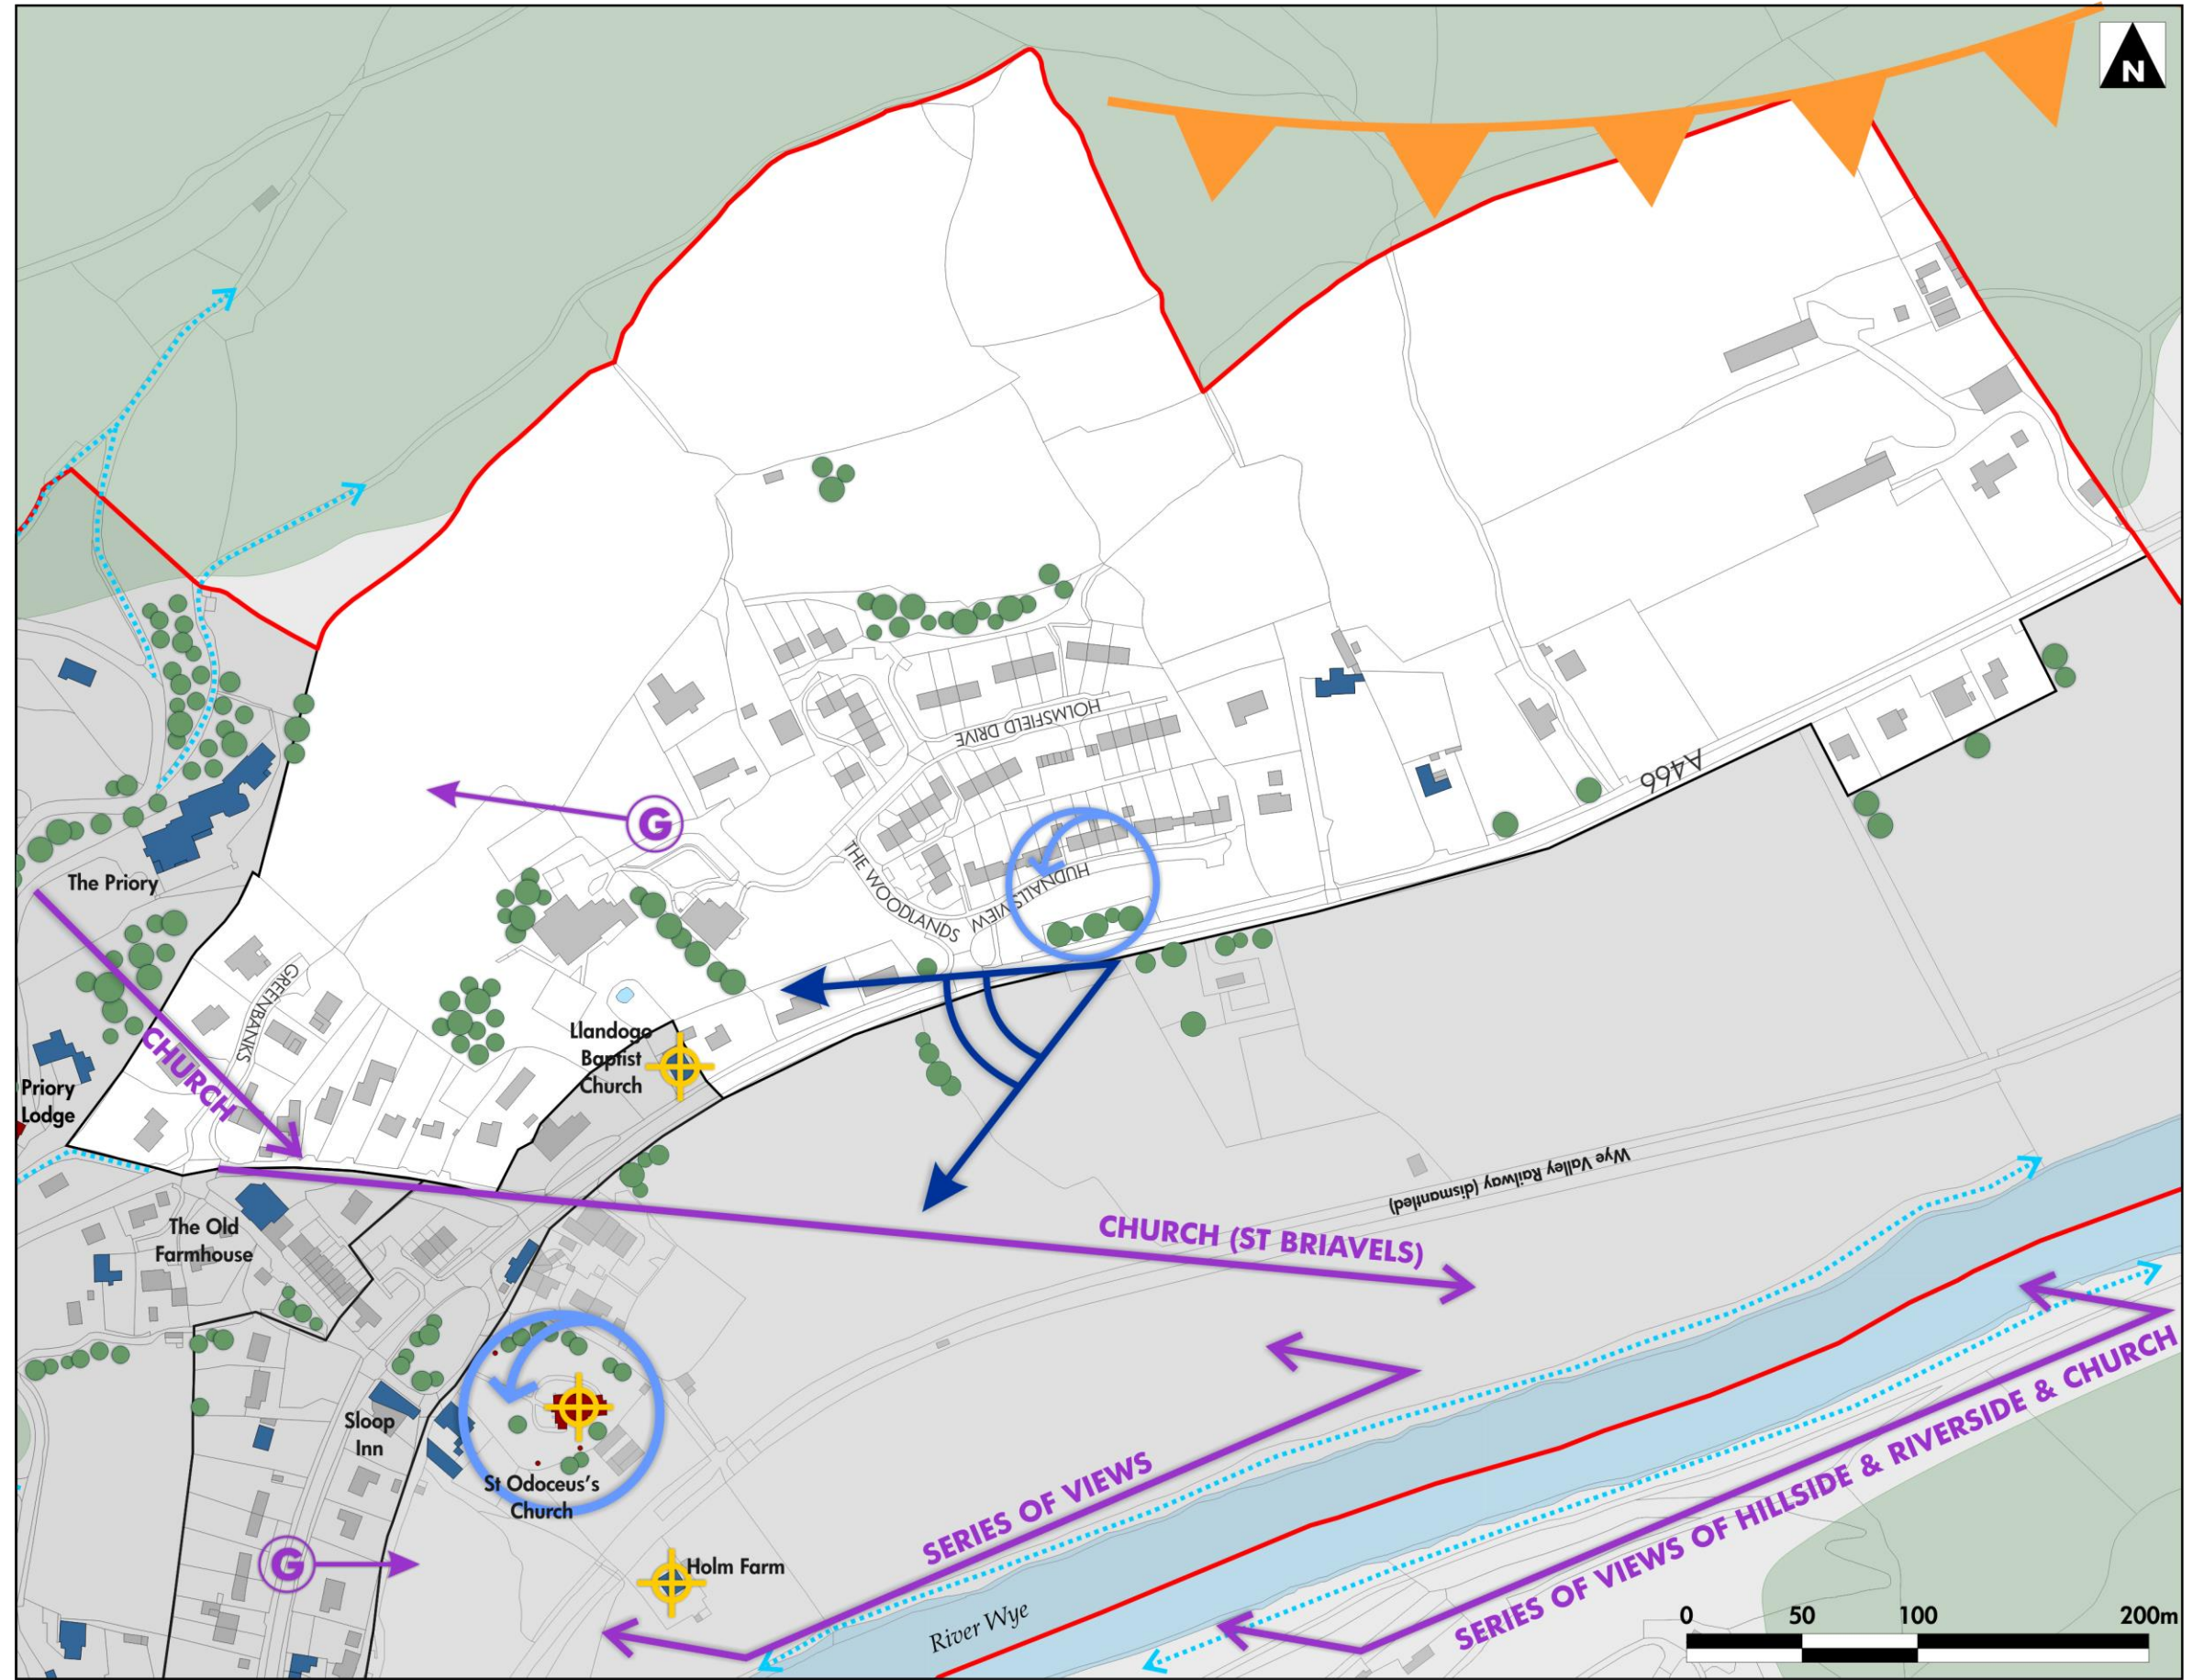 N
HOLMSFIELD DRIVE
A466
G
THE WOODLANDS
HUDNALLS VIEW
The Priory
GREENBANKS
CHURCH
Llandogo
Baptist
Church
Priory
Lodge
The Old
Farmhouse
CHURCH (ST BRIAVELS)
Wye Valley Railway (dismantled)
Sloop
Inn
St Odoceus's
Church
G
Holm Farm
SERIES OF VIEWS
River Wye
SERIES OF VIEWS OF HILLSIDE & RIVERSIDE & CHURCH
0 50 100 200m